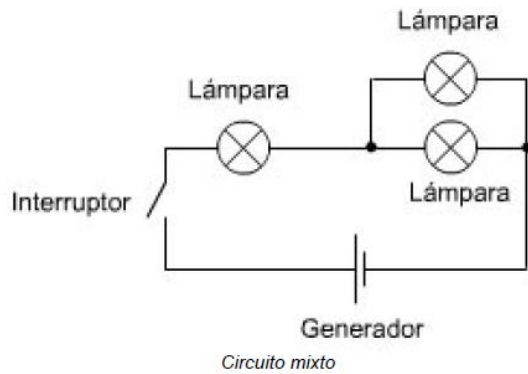 Lámpara
Lámpara
Lámpara
Interruptor
Generador
Circuito mixto